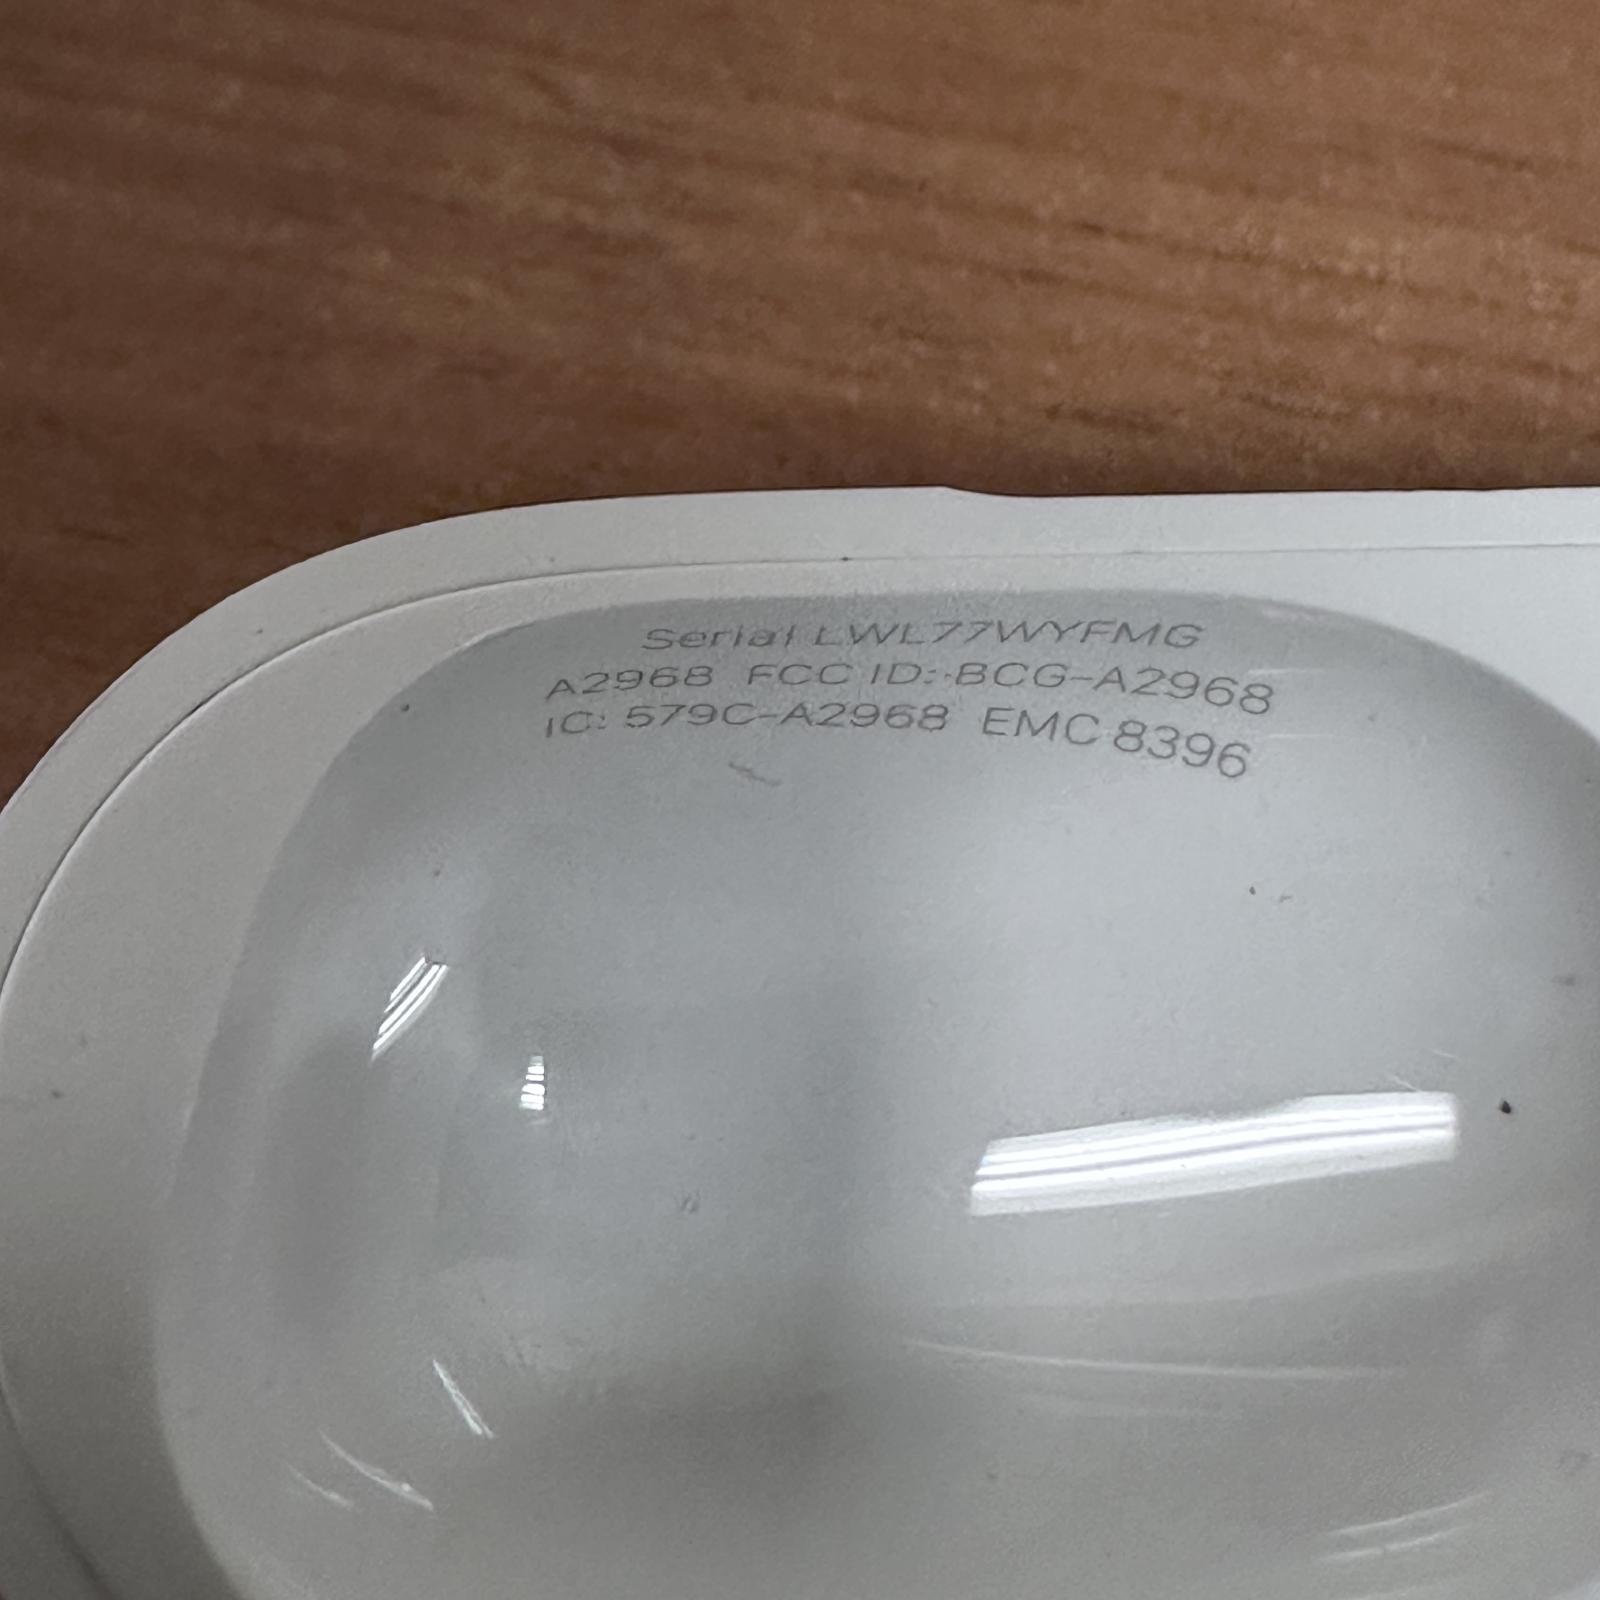 Serial LWL77WYFMG
A2968 FCC ID: BCG-A2968
IC: 579C-A2968 EMC 8396